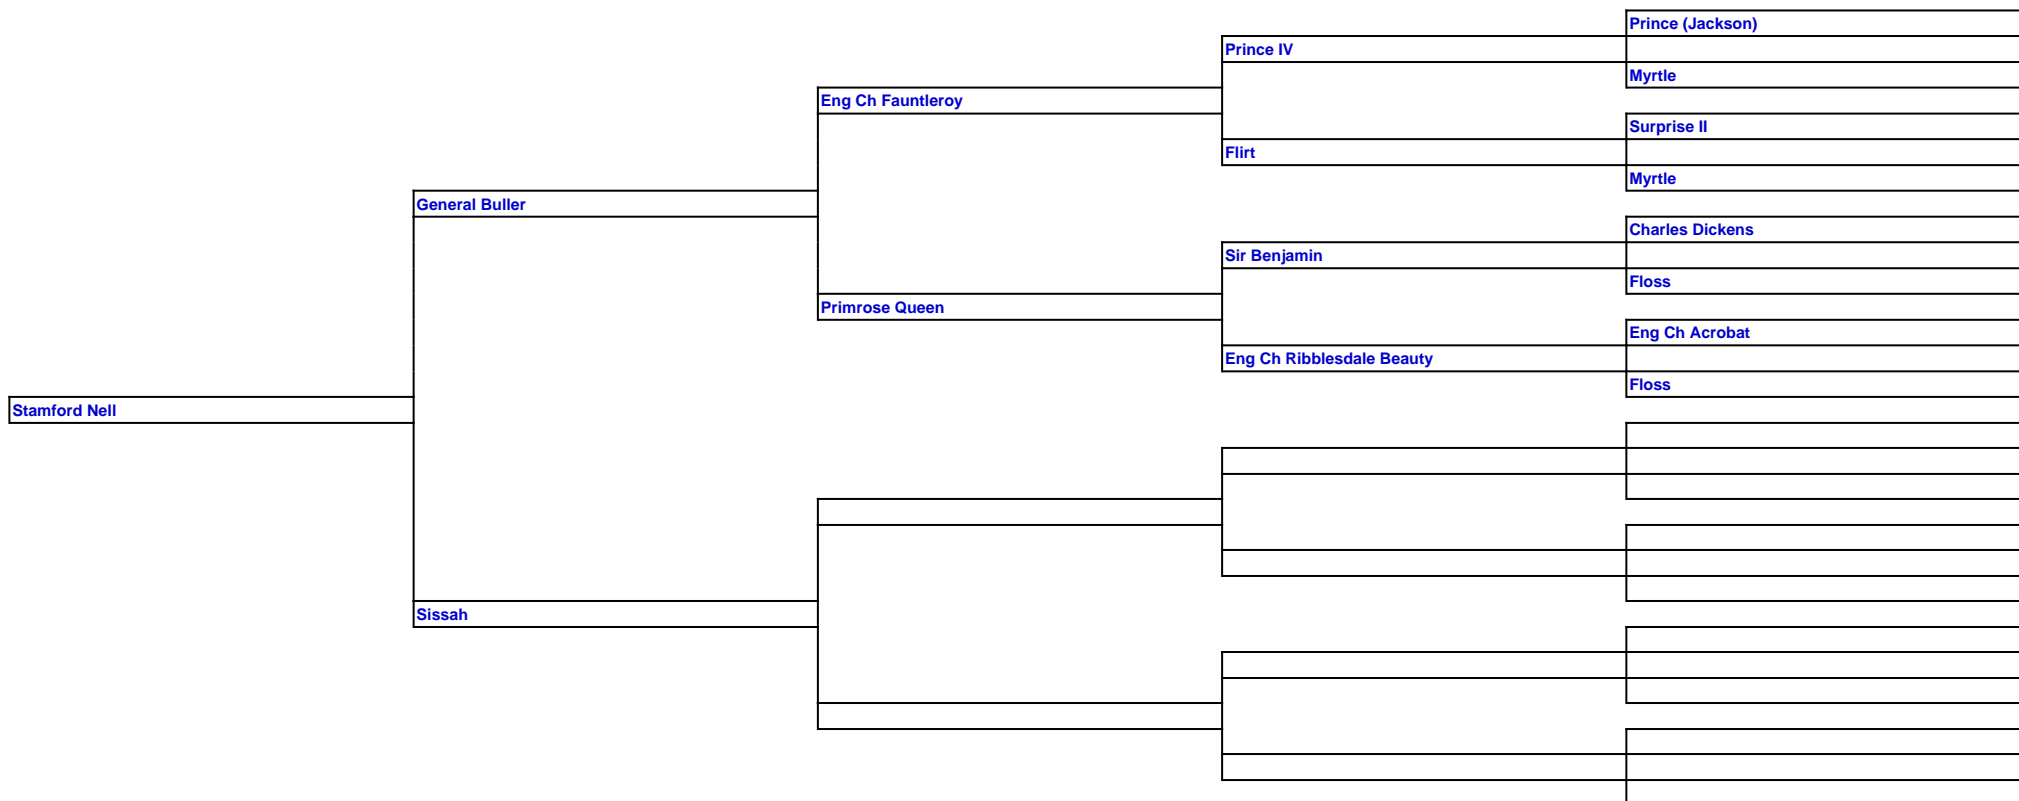 Prince (Jackson)
Prince IV
Myrtle
Eng Ch Fauntleroy
Surprise II
Flirt
Myrtle
General Buller
Charles Dickens
Sir Benjamin
Floss
Primrose Queen
Eng Ch Acrobat
Eng Ch Ribblesdale Beauty
Floss
Stamford Nell
Sissah